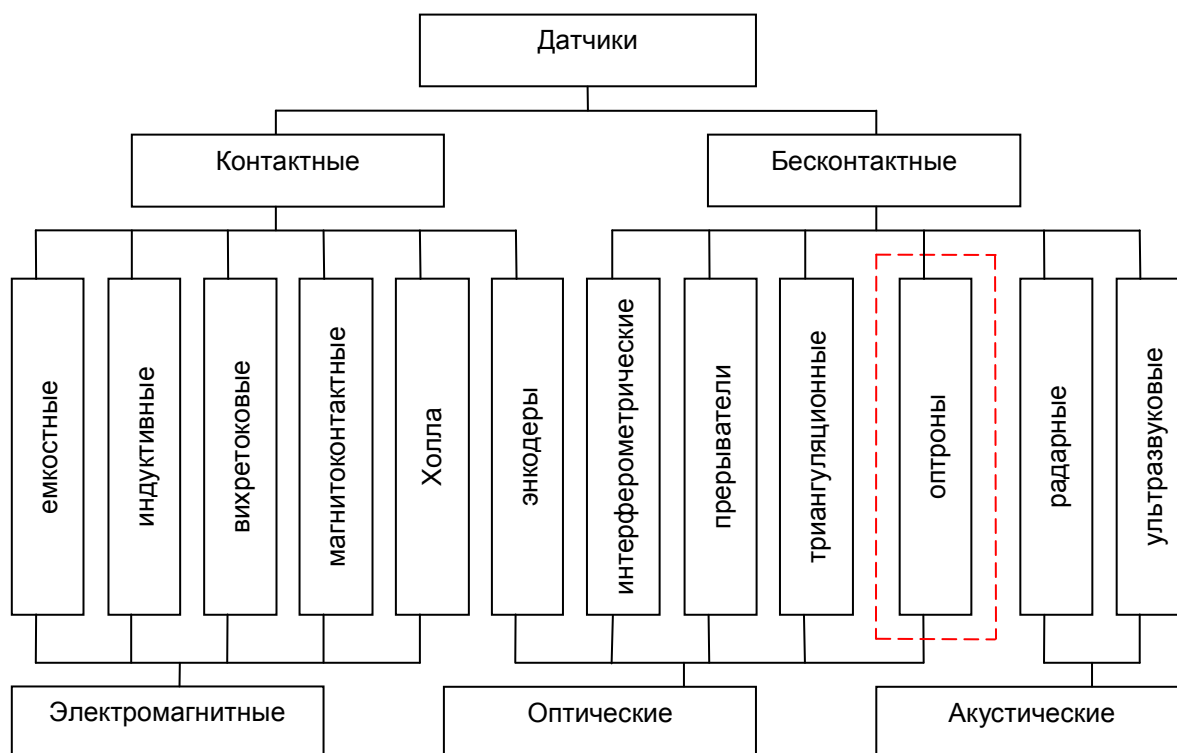 Датчики
Контактные
Бесконтактные
емкостные
индуктивные
вихретоковые
магнитоконтактные
Холла
энкодеры
интерферометрические
прерыватели
триангуляционные
оптроны
радарные
ультразвуковые
Электромагнитные
Оптические
Акустические